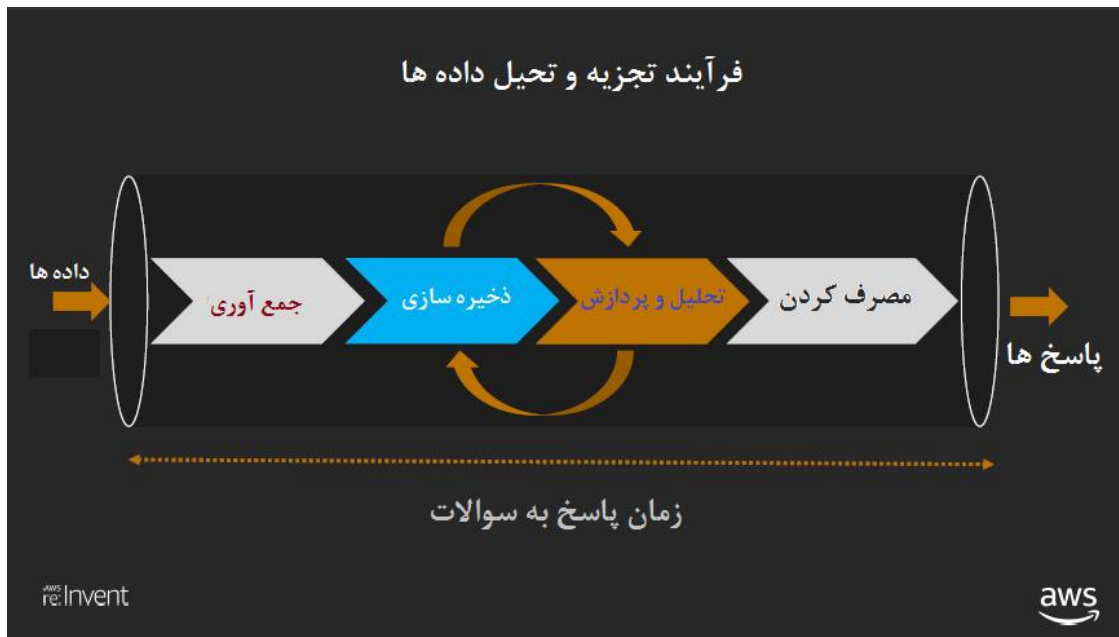 فرآیند تجزیه و تحیل داده ها
داده ها
جمع آوری
ذخیره سازی
تحلیل و پردازش
مصرف کردن
پاسخ ها
زمان پاسخ به سوالات
AWS
re:Invent
aws